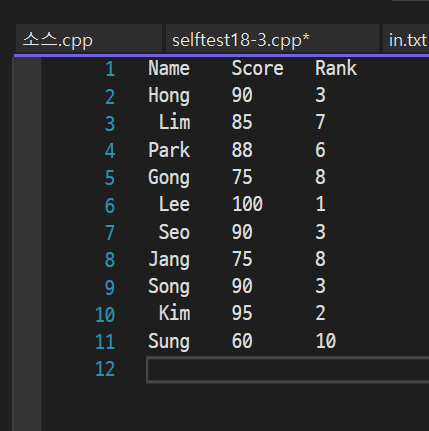 소스.cpp selftest18-3.cpp* in.txt
1 Name Score Rank
2 Hong 90 3
3 Lim 85 7
4 Park 88 6
5 Gong 75 8
6 Lee 100 1
7 Seo 90 3
8 Jang 75 8
9 Song 90 3
10 Kim 95 2
11 Sung 60 10
12